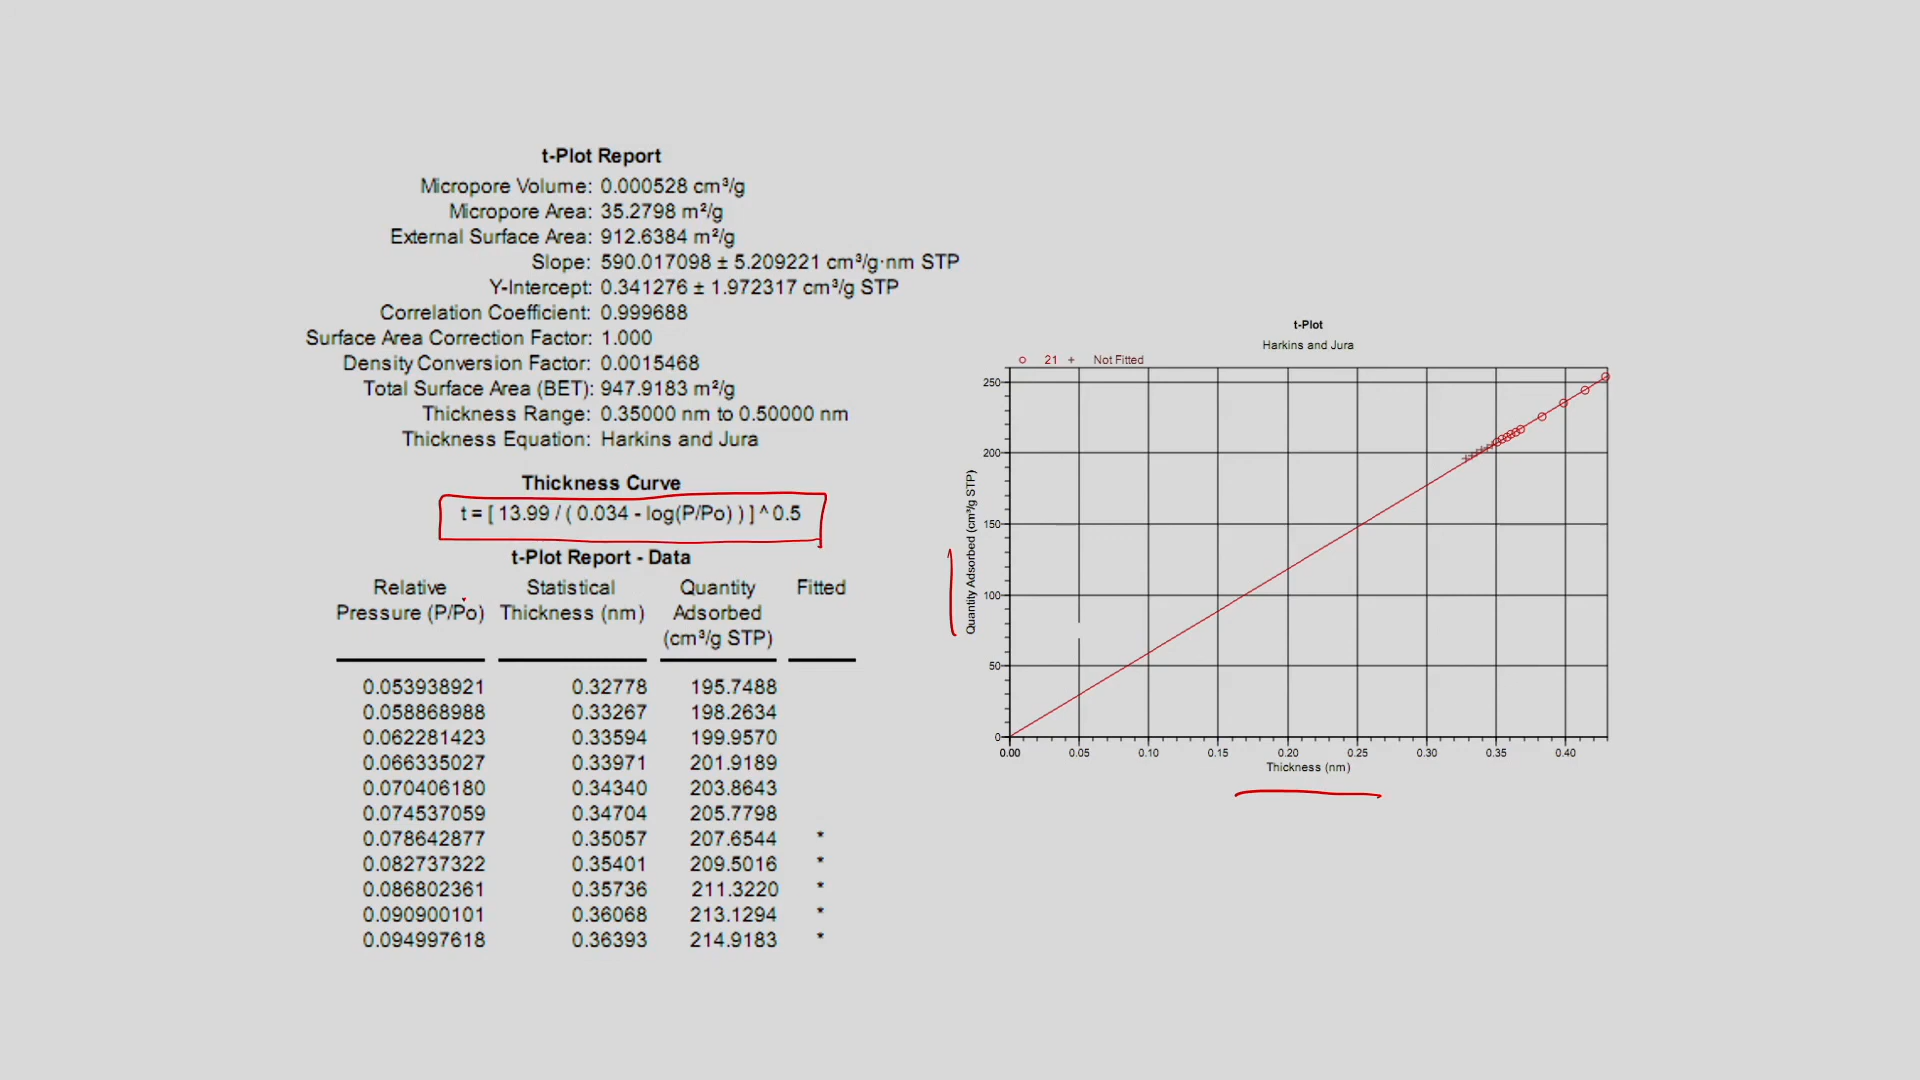 t-Plot Report
Micropore Volume: 0.000528 cm³/g
Micropore Area: 35.2798 m²/g
External Surface Area: 912.6384 m²/g
Slope: 590.017098 ± 5.209221 cm³/g·nm STP
Y-Intercept: 0.341276 ± 1.972317 cm³/g STP
Correlation Coefficient: 0.999688
Surface Area Correction Factor: 1.000
Density Conversion Factor: 0.0015468
Total Surface Area (BET): 947.9183 m²/g
Thickness Range: 0.35000 nm to 0.50000 nm
Thickness Equation: Harkins and Jura
Thickness Curve
t = [ 13.99 / ( 0.034 - log(P/Po) ) ] ^ 0.5
t-Plot Report - Data
Relative Pressure (P/Po) Statistical Thickness (nm) Quantity Adsorbed (cm³/g STP) Fitted
0.053938921 0.32778 195.7488
0.058868988 0.33267 198.2634
0.062281423 0.33594 199.9570
0.066335027 0.33971 201.9189
0.070406180 0.34340 203.8643
0.074537059 0.34704 205.7798
0.078642877 0.35057 207.6544 *
0.082737322 0.35401 209.5016 *
0.086802361 0.35736 211.3220 *
0.090900101 0.36068 213.1294 *
0.094997618 0.36393 214.9183 *
t-Plot
Harkins and Jura
21 + Not Fitted
Quantity Adsorbed (cm³/g STP)
250
200
150
100
50
0
0.00 0.05 0.10 0.15 0.20 0.25 0.30 0.35 0.40
Thickness (nm)